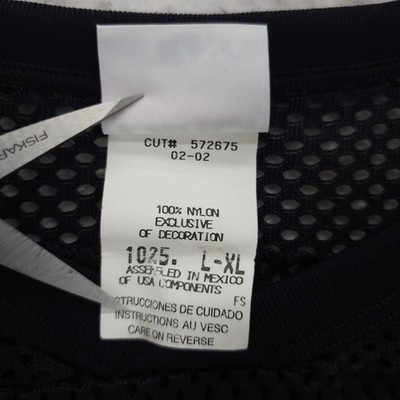 CUT# 572675
02-02
100% NYLON
EXCLUSIVE
OF DECORATION
1025. L-XL
ASSEMBLED IN MEXICO
OF USA COMPONENTS
FS
STRUCCIONES DE CUIDADO
INSTRUCTIONS AU VESC
CARE ON REVERSE
FISKAR